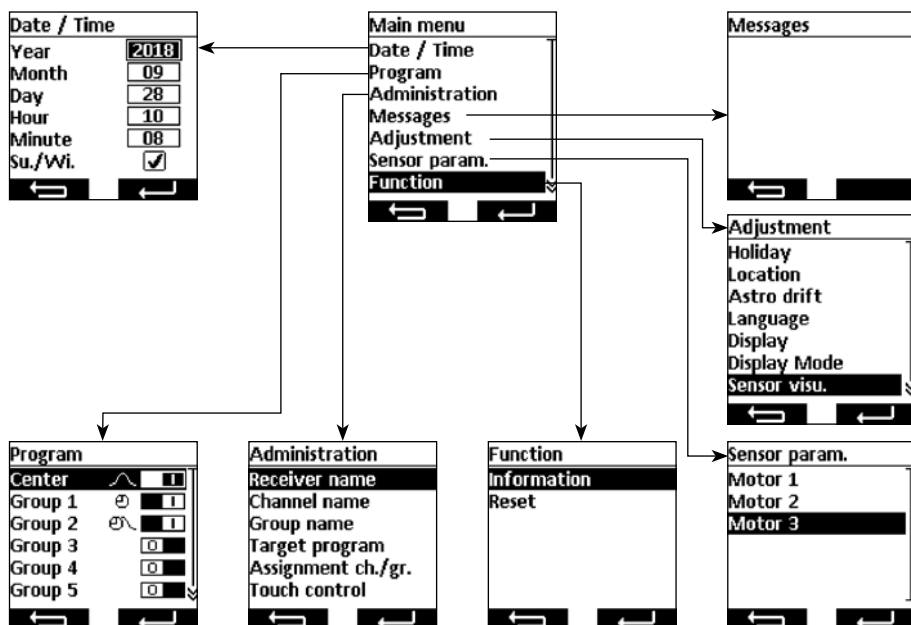 Date / Time
Year 2018
Month 09
Day 28
Hour 10
Minute 08
Su./Wi.
Main menu
Date / Time
Program
Administration
Messages
Adjustment
Sensor param.
Function
Messages
Adjustment
Holiday
Location
Astro drift
Language
Display
Display Mode
Sensor visu.
Program
Center I
Group 1 I
Group 2 I
Group 3 O
Group 4 O
Group 5 O
Administration
Receiver name
Channel name
Group name
Target program
Assignment ch./gr.
Touch control
Function
Information
Reset
Sensor param.
Motor 1
Motor 2
Motor 3